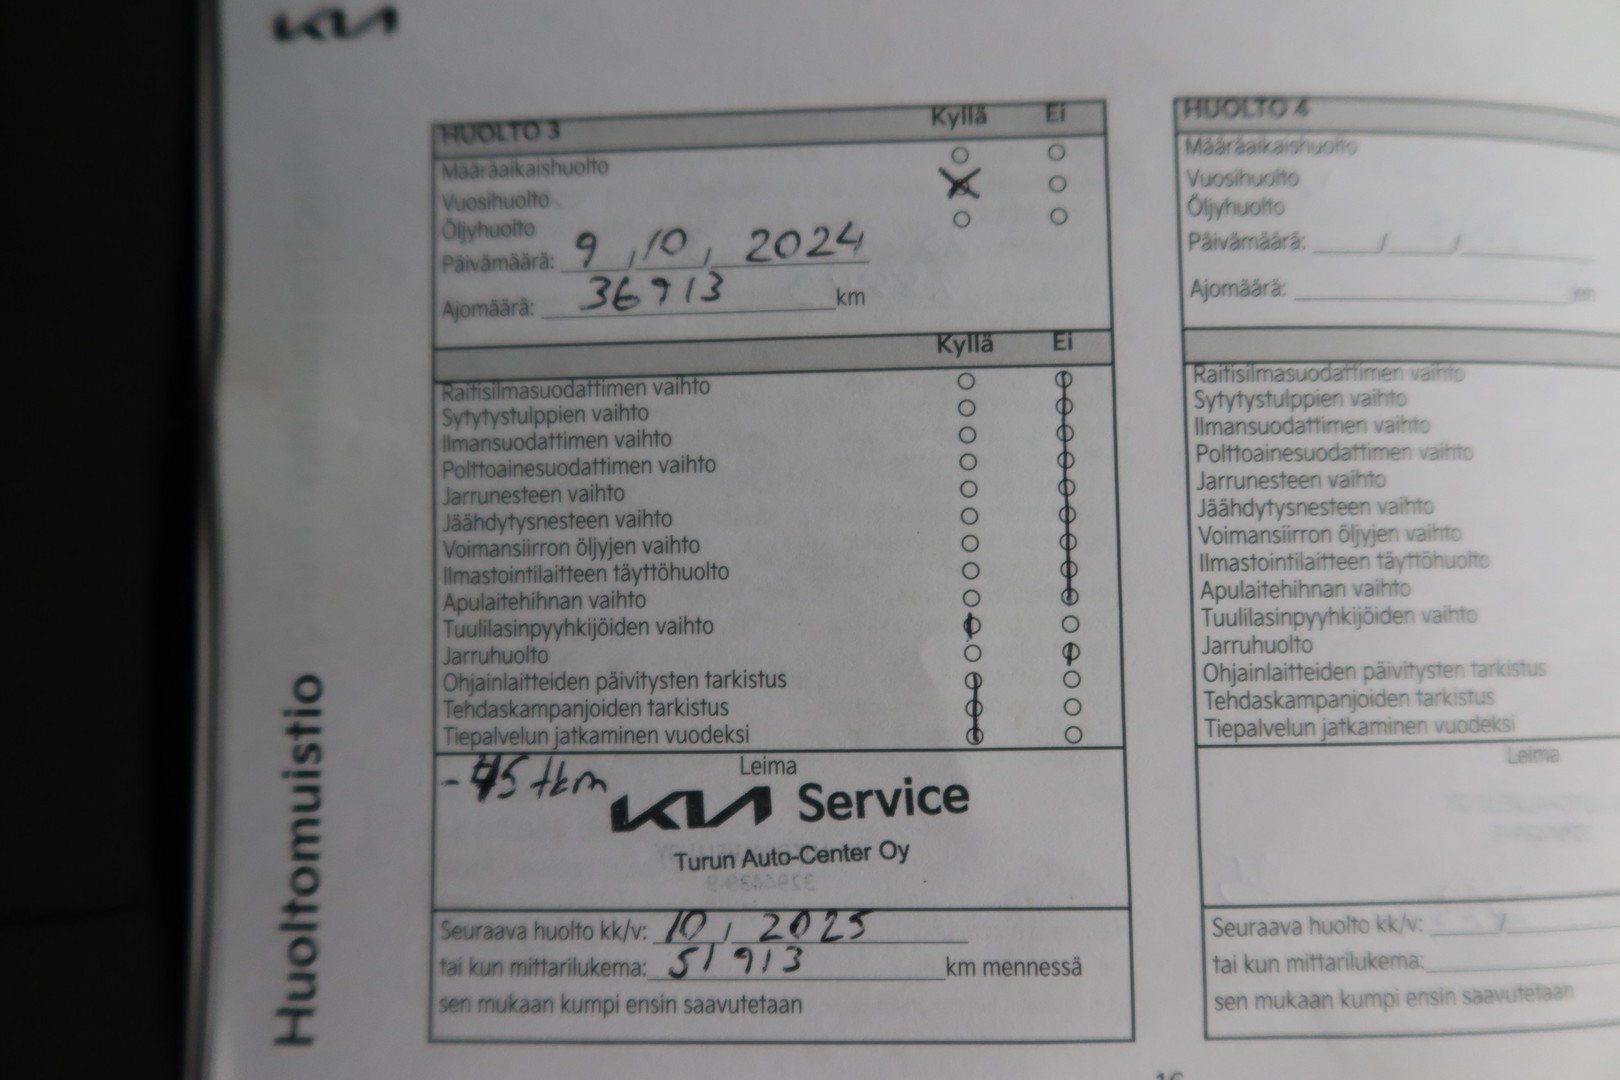 KIA
Huoltomuistio
HUOLTO 3 Kyllä Ei
Määräaikaishuolto
Vuosihuolto
Öljyhuolto
Päivämäärä: 9 / 10 / 2024
Ajomäärä: 36913 km
Kyllä Ei
Raitisilmasuodattimen vaihto
Sytytystulppien vaihto
Ilmansuodattimen vaihto
Polttoainesuodattimen vaihto
Jarrunesteen vaihto
Jäähdytysnesteen vaihto
Voimansiirron öljyjen vaihto
Ilmastointilaitteen täyttöhuolto
Apulaitehihnan vaihto
Tuulilasinpyyhkijöiden vaihto
Jarruhuolto
Ohjainlaitteiden päivitysten tarkistus
Tehdaskampanjoiden tarkistus
Tiepalvelun jatkaminen vuodeksi
Leima
-45 tkm
KIA Service
Turun Auto-Center Oy
Seuraava huolto kk/v: 10 / 2025
tai kun mittarilukema: 51 913 km mennessä
sen mukaan kumpi ensin saavutetaan
HUOLTO 4
Määräaikaishuolto
Vuosihuolto
Öljyhuolto
Päivämäärä: / /
Ajomäärä: km
Raitisilmasuodattimen vaihto
Sytytystulppien vaihto
Ilmansuodattimen vaihto
Polttoainesuodattimen vaihto
Jarrunesteen vaihto
Jäähdytysnesteen vaihto
Voimansiirron öljyjen vaihto
Ilmastointilaitteen täyttöhuolto
Apulaitehihnan vaihto
Tuulilasinpyyhkijöiden vaihto
Jarruhuolto
Ohjainlaitteiden päivitysten tarkistus
Tehdaskampanjoiden tarkistus
Tiepalvelun jatkaminen vuodeksi
Leima
Seuraava huolto kk/v: /
tai kun mittarilukema:
sen mukaan kumpi ensin saavutetaan